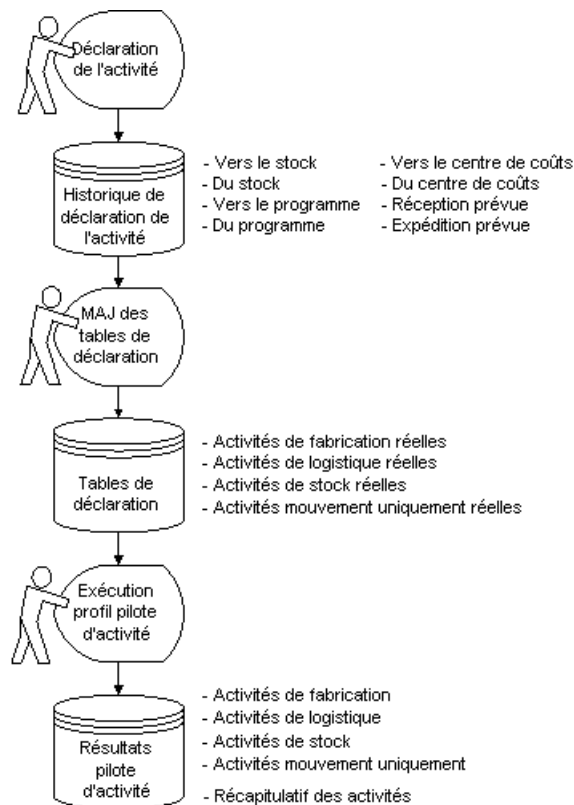 Déclaration
de l'activité
Historique de
déclaration de
l'activité
- Vers le stock
- Du stock
- Vers le programme
- Du programme
- Vers le centre de coûts
- Du centre de coûts
- Réception prévue
- Expédition prévue
MAJ des
tables de
déclaration
Tables de
déclaration
- Activités de fabrication réelles
- Activités de logistique réelles
- Activités de stock réelles
- Activités mouvement uniquement réelles
Exécution
profil pilote
d'activité
Résultats
pilote
d'activité
- Activités de fabrication
- Activités de logistique
- Activités de stock
- Activités mouvement uniquement
- Récapitulatif des activités